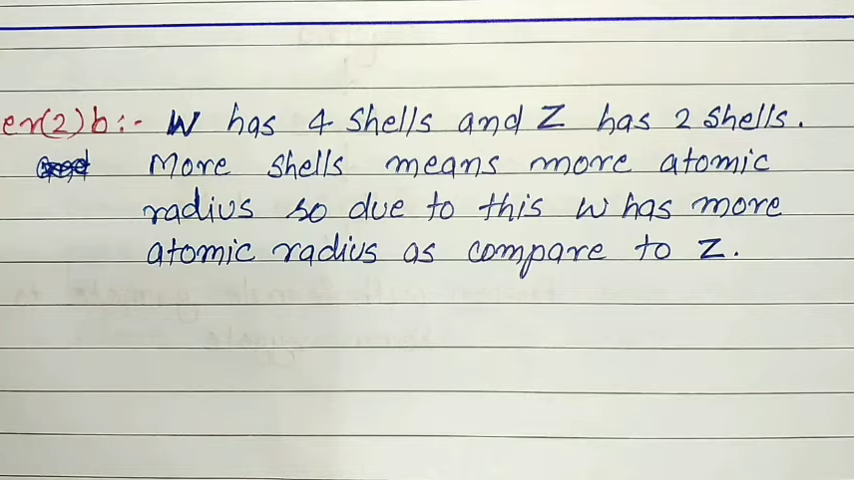 er(2)b:- W has 4 shells and Z has 2 shells.
More shells means more atomic
radius so due to this W has more
atomic radius as compare to Z.